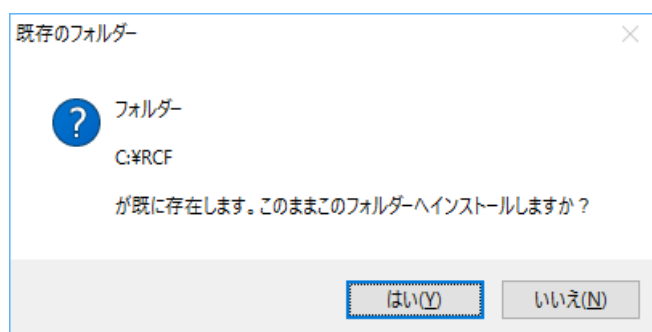 既存のフォルダー
フォルダー
C:¥RCF
が既に存在します。このままこのフォルダーへインストールしますか？
はい(Y)
いいえ(N)